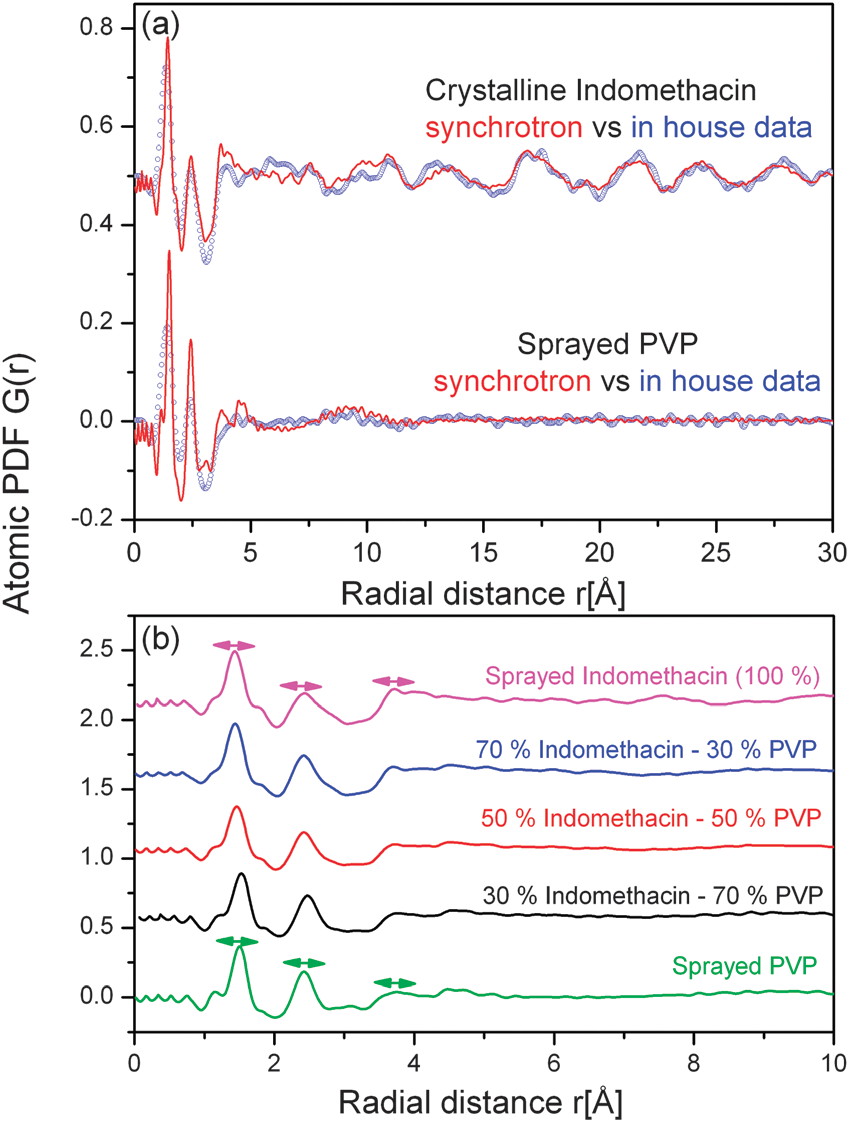 (a)
0.8
0.6
0.4
0.2
0.0
-0.2
Crystalline Indomethacin
synchrotron vs in house data
Sprayed PVP
synchrotron vs in house data
0 5 10 15 20 25 30
Radial distance r[Å]
Atomic PDF G(r)
(b)
2.5
2.0
1.5
1.0
0.5
0.0
Sprayed Indomethacin (100 %)
70 % Indomethacin - 30 % PVP
50 % Indomethacin - 50 % PVP
30 % Indomethacin - 70 % PVP
Sprayed PVP
0 2 4 6 8 10
Radial distance r[Å]